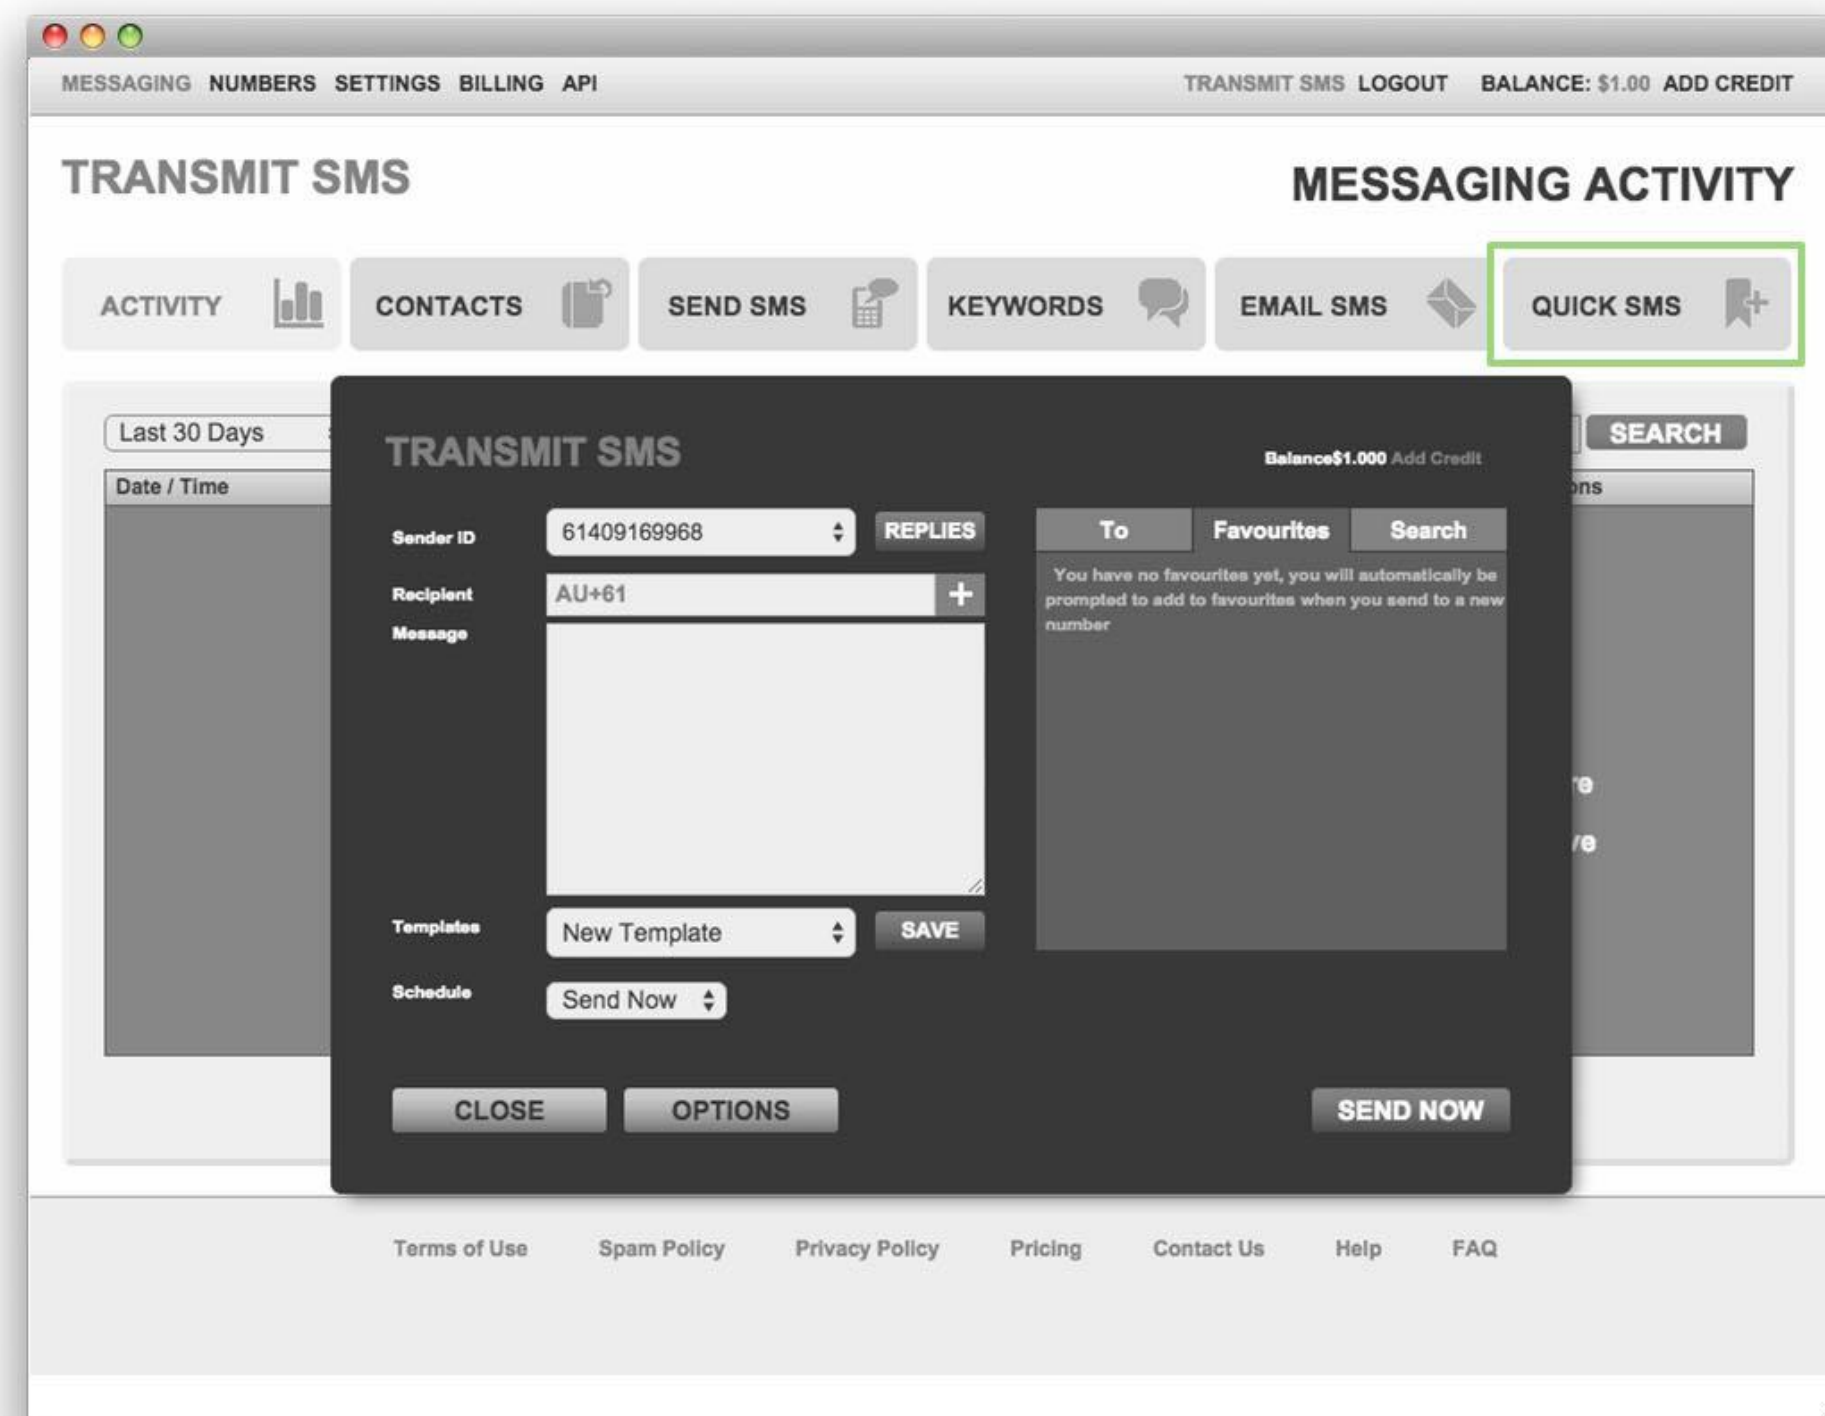 MESSAGING NUMBERS SETTINGS BILLING API TRANSMIT SMS LOGOUT BALANCE: $1.00 ADD CREDIT
TRANSMIT SMS
MESSAGING ACTIVITY
ACTIVITY CONTACTS SEND SMS KEYWORDS EMAIL SMS QUICK SMS
Last 30 Days
SEARCH
Date / Time
TRANSMIT SMS
Balance$1.000 Add Credit
Sender ID 61409169968 REPLIES
To Favourites Search
You have no favourites yet, you will automatically be
prompted to add to favourites when you send to a new
number
Recipient AU+61 +
Message
Templates New Template SAVE
Schedule Send Now
CLOSE OPTIONS SEND NOW
Terms of Use Spam Policy Privacy Policy Pricing Contact Us Help FAQ